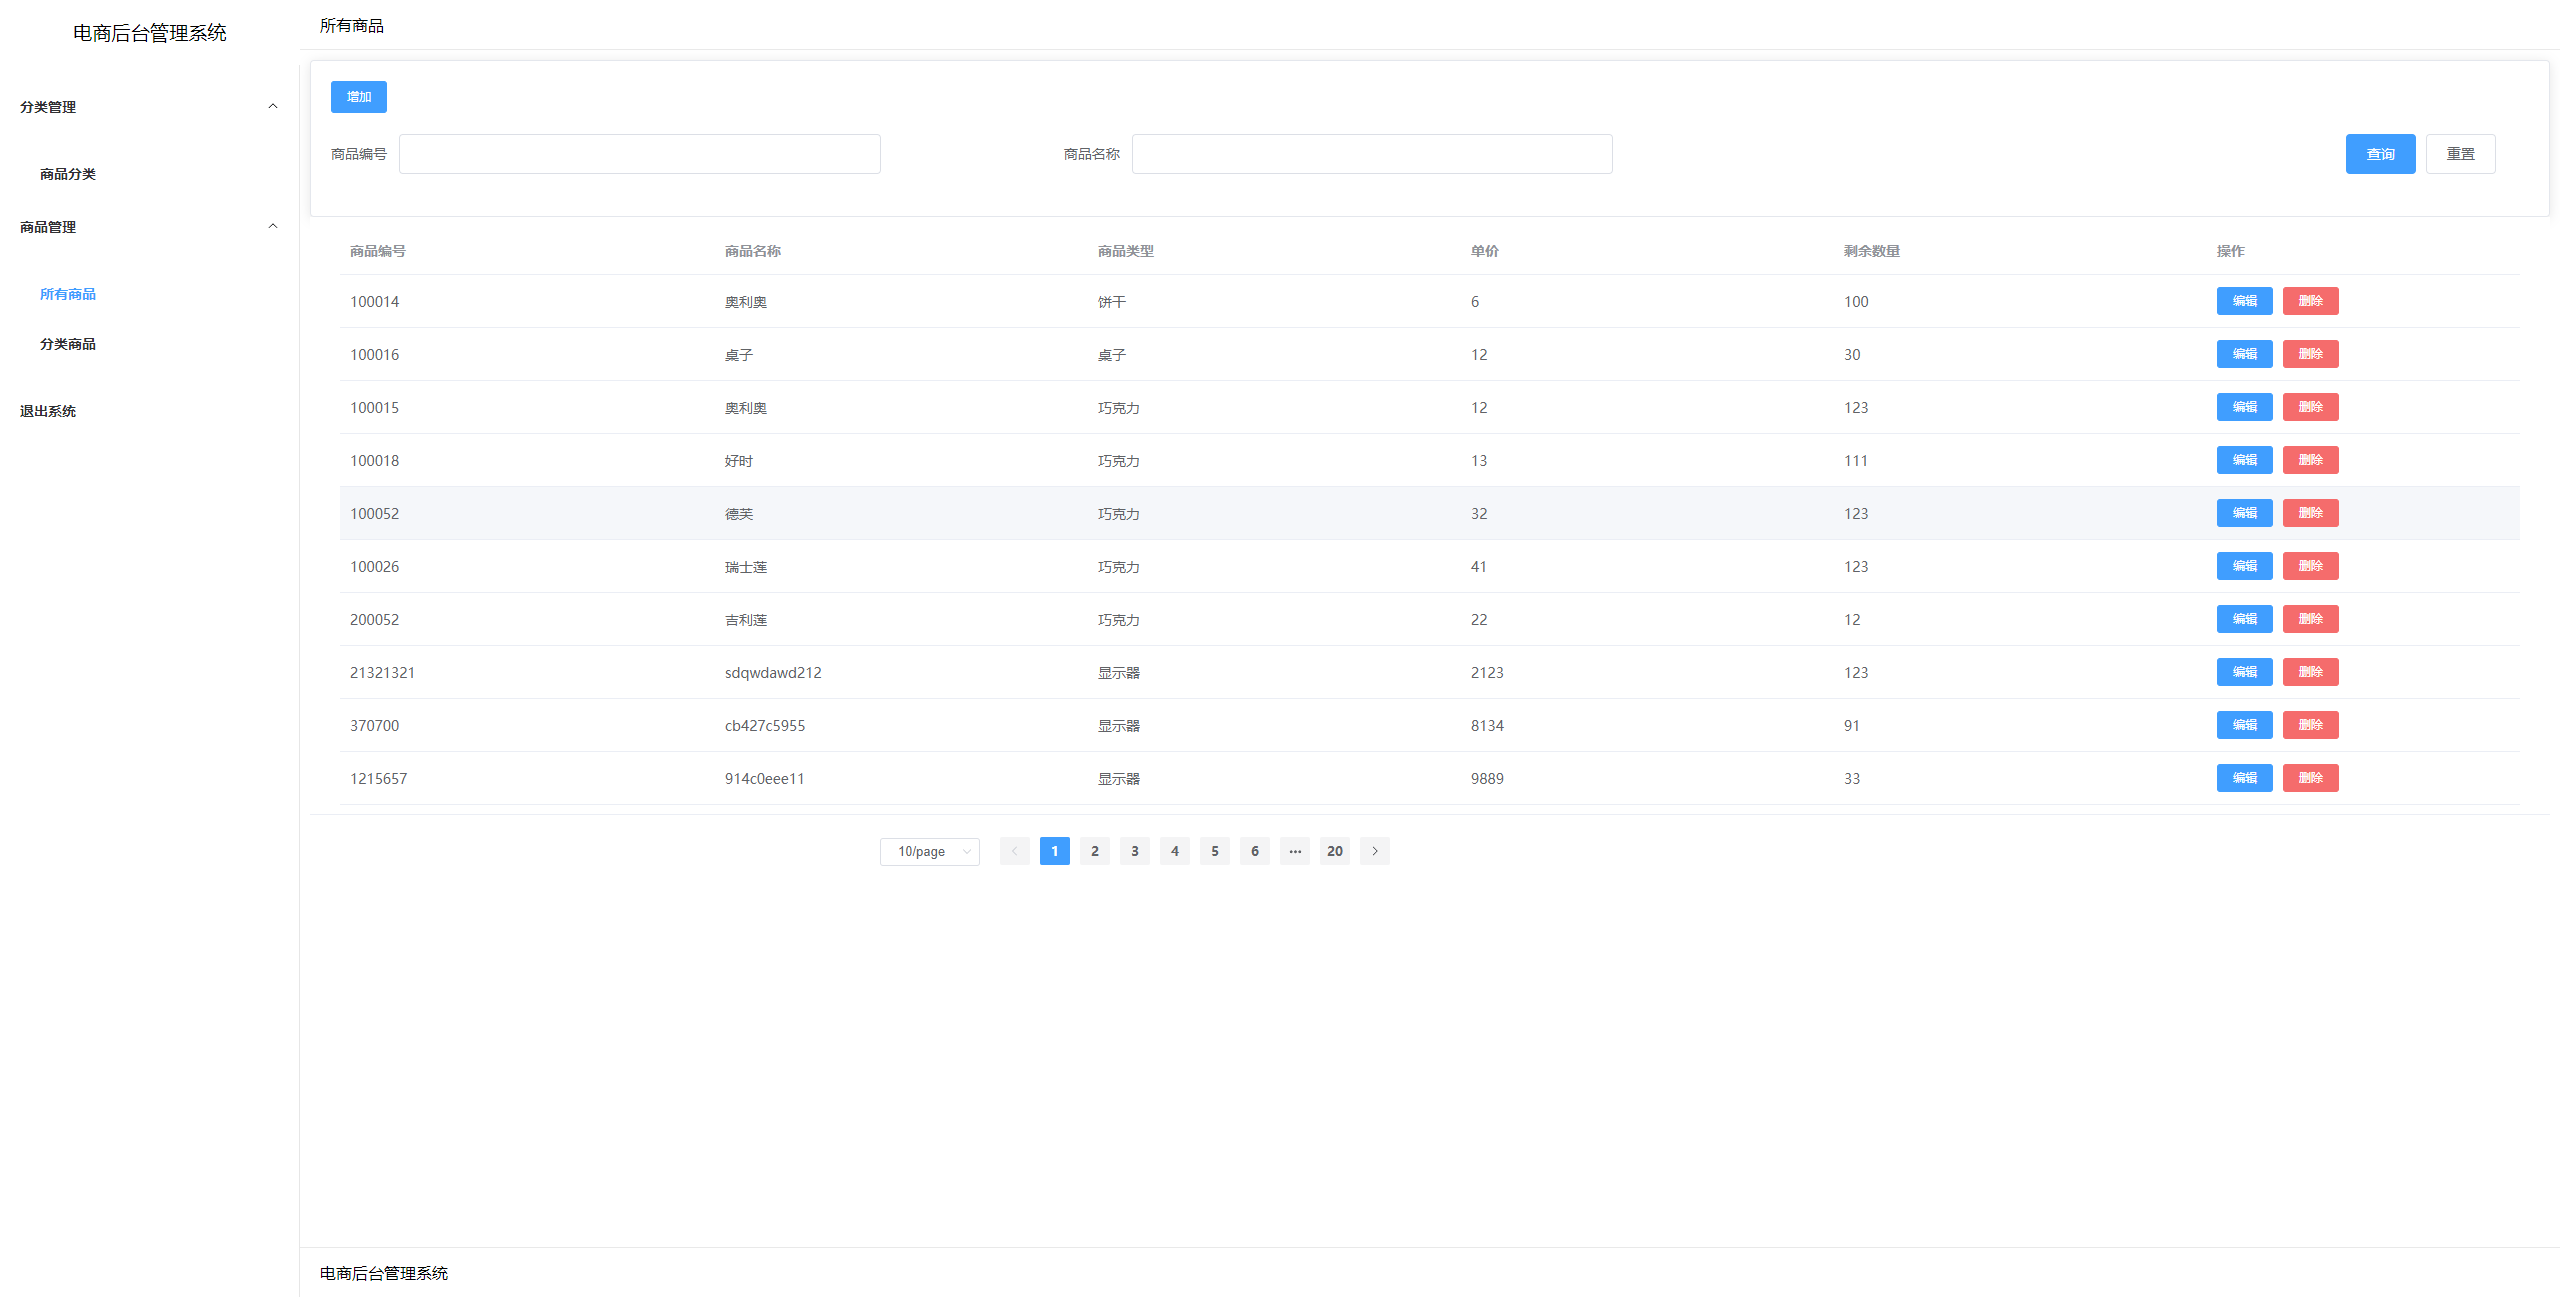 电商后台管理系统
分类管理
商品分类
商品管理
所有商品
分类商品
退出系统
所有商品
增加
商品编号 商品名称 查询 重置
商品编号 商品名称 商品类型 单价 剩余数量 操作
100014 奥利奥 饼干 6 100 编辑 删除
100016 桌子 桌子 12 30 编辑 删除
100015 奥利奥 巧克力 12 123 编辑 删除
100018 好时 巧克力 13 111 编辑 删除
100052 德芙 巧克力 32 123 编辑 删除
100026 瑞士莲 巧克力 41 123 编辑 删除
200052 吉利莲 巧克力 22 12 编辑 删除
21321321 sdqwdawd212 显示器 2123 123 编辑 删除
370700 cb427c5955 显示器 8134 91 编辑 删除
1215657 914c0eee11 显示器 9889 33 编辑 删除
10/page 1 2 3 4 5 6 ··· 20
电商后台管理系统